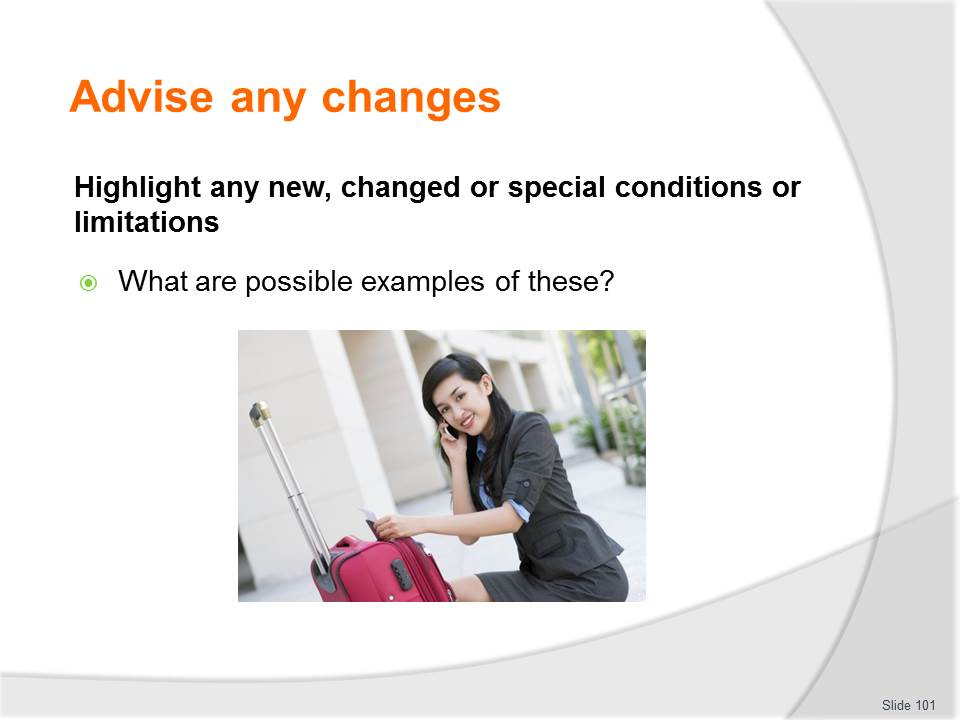 Advise any changes
Highlight any new, changed or special conditions or
limitations
What are possible examples of these?
Slide 101